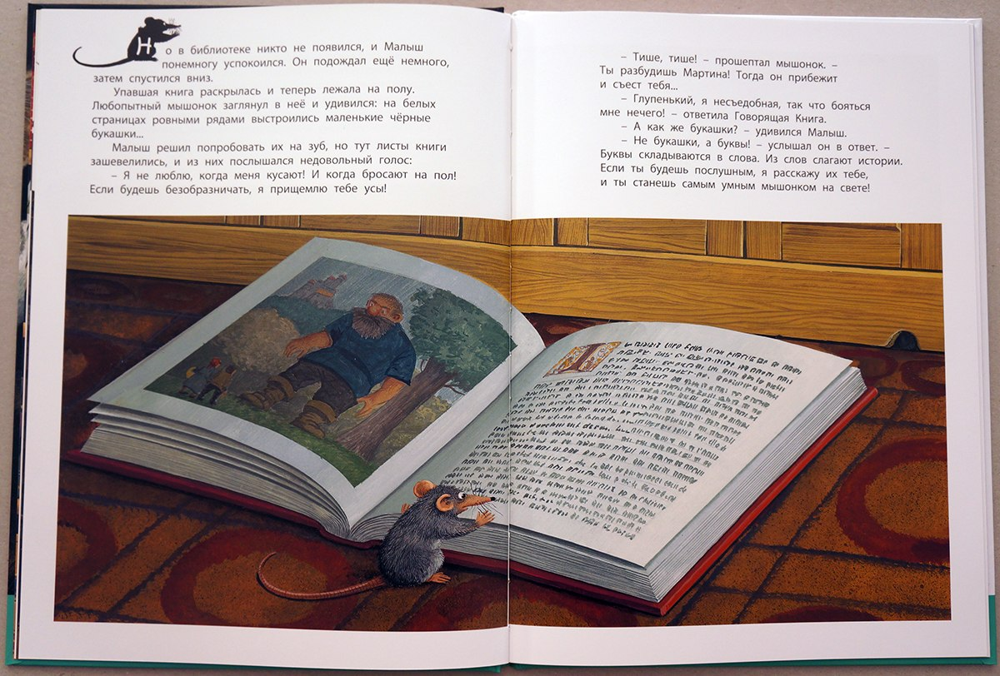 Но в библиотеке никто не появился, и Малыш
понемногу успокоился. Он подождал ещё немного,
затем спустился вниз.
Упавшая книга раскрылась и теперь лежала на полу.
Любопытный мышонок заглянул в неё и удивился: на белых
страницах ровными рядами выстроились маленькие чёрные
букашки...
Малыш решил попробовать их на зуб, но тут листы книги
зашевелились, и из них послышался недовольный голос:
– Я не люблю, когда меня кусают! И когда бросают на пол!
Если будешь безобразничать, я прищемлю тебе усы!
– Тише, тише! – прошептал мышонок. –
Ты разбудишь Мартина! Тогда он прибежит
и съест тебя...
– Глупенький, я несъедобная, так что бояться
мне нечего! – ответила Говорящая Книга.
– А как же букашки? – удивился Малыш.
– Не букашки, а буквы! – услышал он в ответ. –
Буквы складываются в слова. Из слов слагают истории.
Если ты будешь послушным, я расскажу их тебе,
и ты станешь самым умным мышонком на свете!